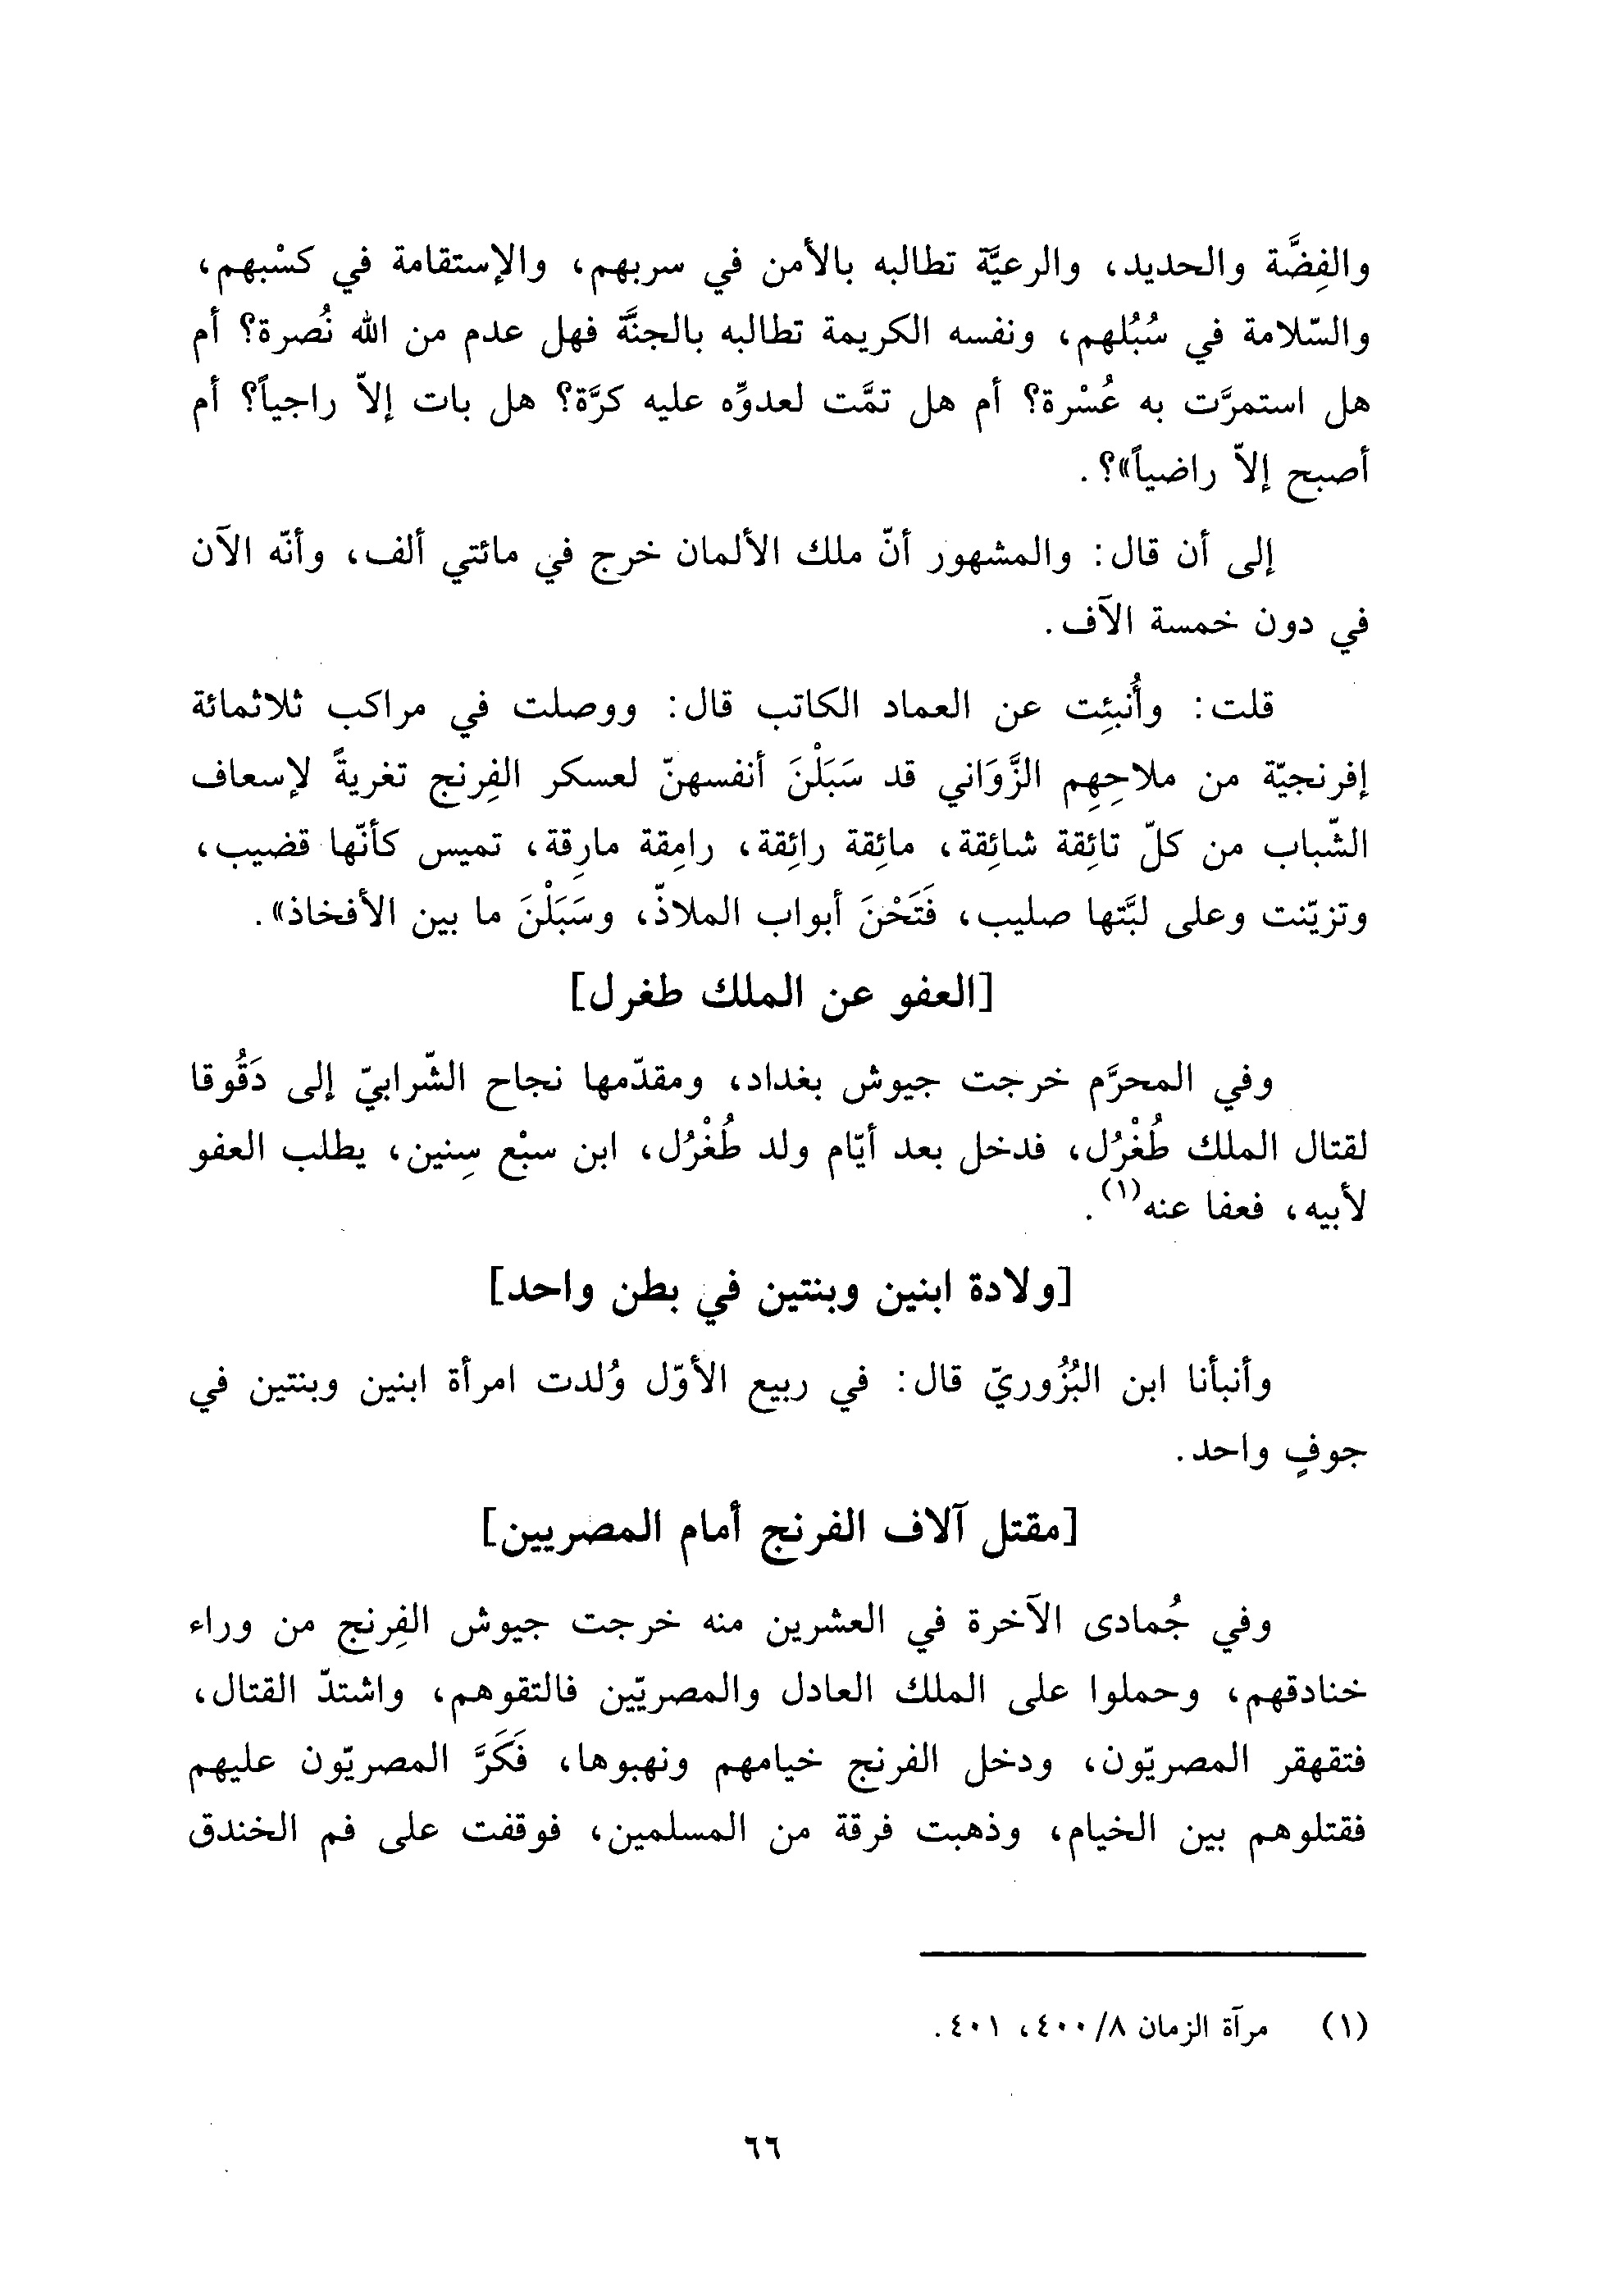 والفِضَّة والحديد، والرعيَّة تطالبه بالأمن في سربهم، والإستقامة في كسْبهم،
والسّلامة في سُبُلهم، ونفسه الكريمة تطالبه بالجنَّة فهل عدم من الله نُصرة؟ أم
هل استمرَّت به عُسْرة؟ أم هل تمَّت لعدوِّه عليه كرَّة؟ هل بات إلاّ راجياً؟ أم
أصبح إلاّ راضياً»؟.
إلى أن قال: والمشهور أنّ ملك الألمان خرج في مائتي ألف، وأنّه الآن
في دون خمسة الآف.
قلت: وأُنبئِت عن العماد الكاتب قال: ووصلت في مراكب ثلاثمائة
إفرنجيّة من ملاحِهِم الزَّوَاني قد سَبَلْنَ أنفسهنّ لعسكر الفِرنج تغريةً لإسعاف
الشّباب من كلّ تائِقة شائِقة، مائِقة رائِقة، رامِقة مارِقة، تميس كأنّها قضيب،
وتزيّنت وعلى لبَّتها صليب، فَتَحْنَ أبواب الملاذّ، وسَبَلْنَ ما بين الأفخاذ».
[العفو عن الملك طغرل]
وفي المحرَّم خرجت جيوش بغداد، ومقدّمها نجاح الشّرابيّ إلى دَقُوقا
لقتال الملك طُغْرُل، فدخل بعد أيّام ولد طُغْرُل، ابن سبْع سِنين، يطلب العفو
لأبيه، فعفا عنه(١).
[ولادة ابنين وبنتين في بطن واحد]
وأنبأنا ابن البُزُوريّ قال: في ربيع الأوّل وُلدت امرأة ابنين وبنتين في
جوفٍ واحد.
[مقتل آلاف الفرنج أمام المصريين]
وفي جُمادى الآخرة في العشرين منه خرجت جيوش الفِرنج من وراء
خنادقهم، وحملوا على الملك العادل والمصريّين فالتقوهم، واشتدّ القتال،
فتقهقر المصريّون، ودخل الفرنج خيامهم ونهبوها، فَكَرَّ المصريّون عليهم
فقتلوهم بين الخيام، وذهبت فرقة من المسلمين، فوقفت على فم الخندق
(١) مرآة الزمان ٨/٤٠٠، ٤٠١.
٦٦